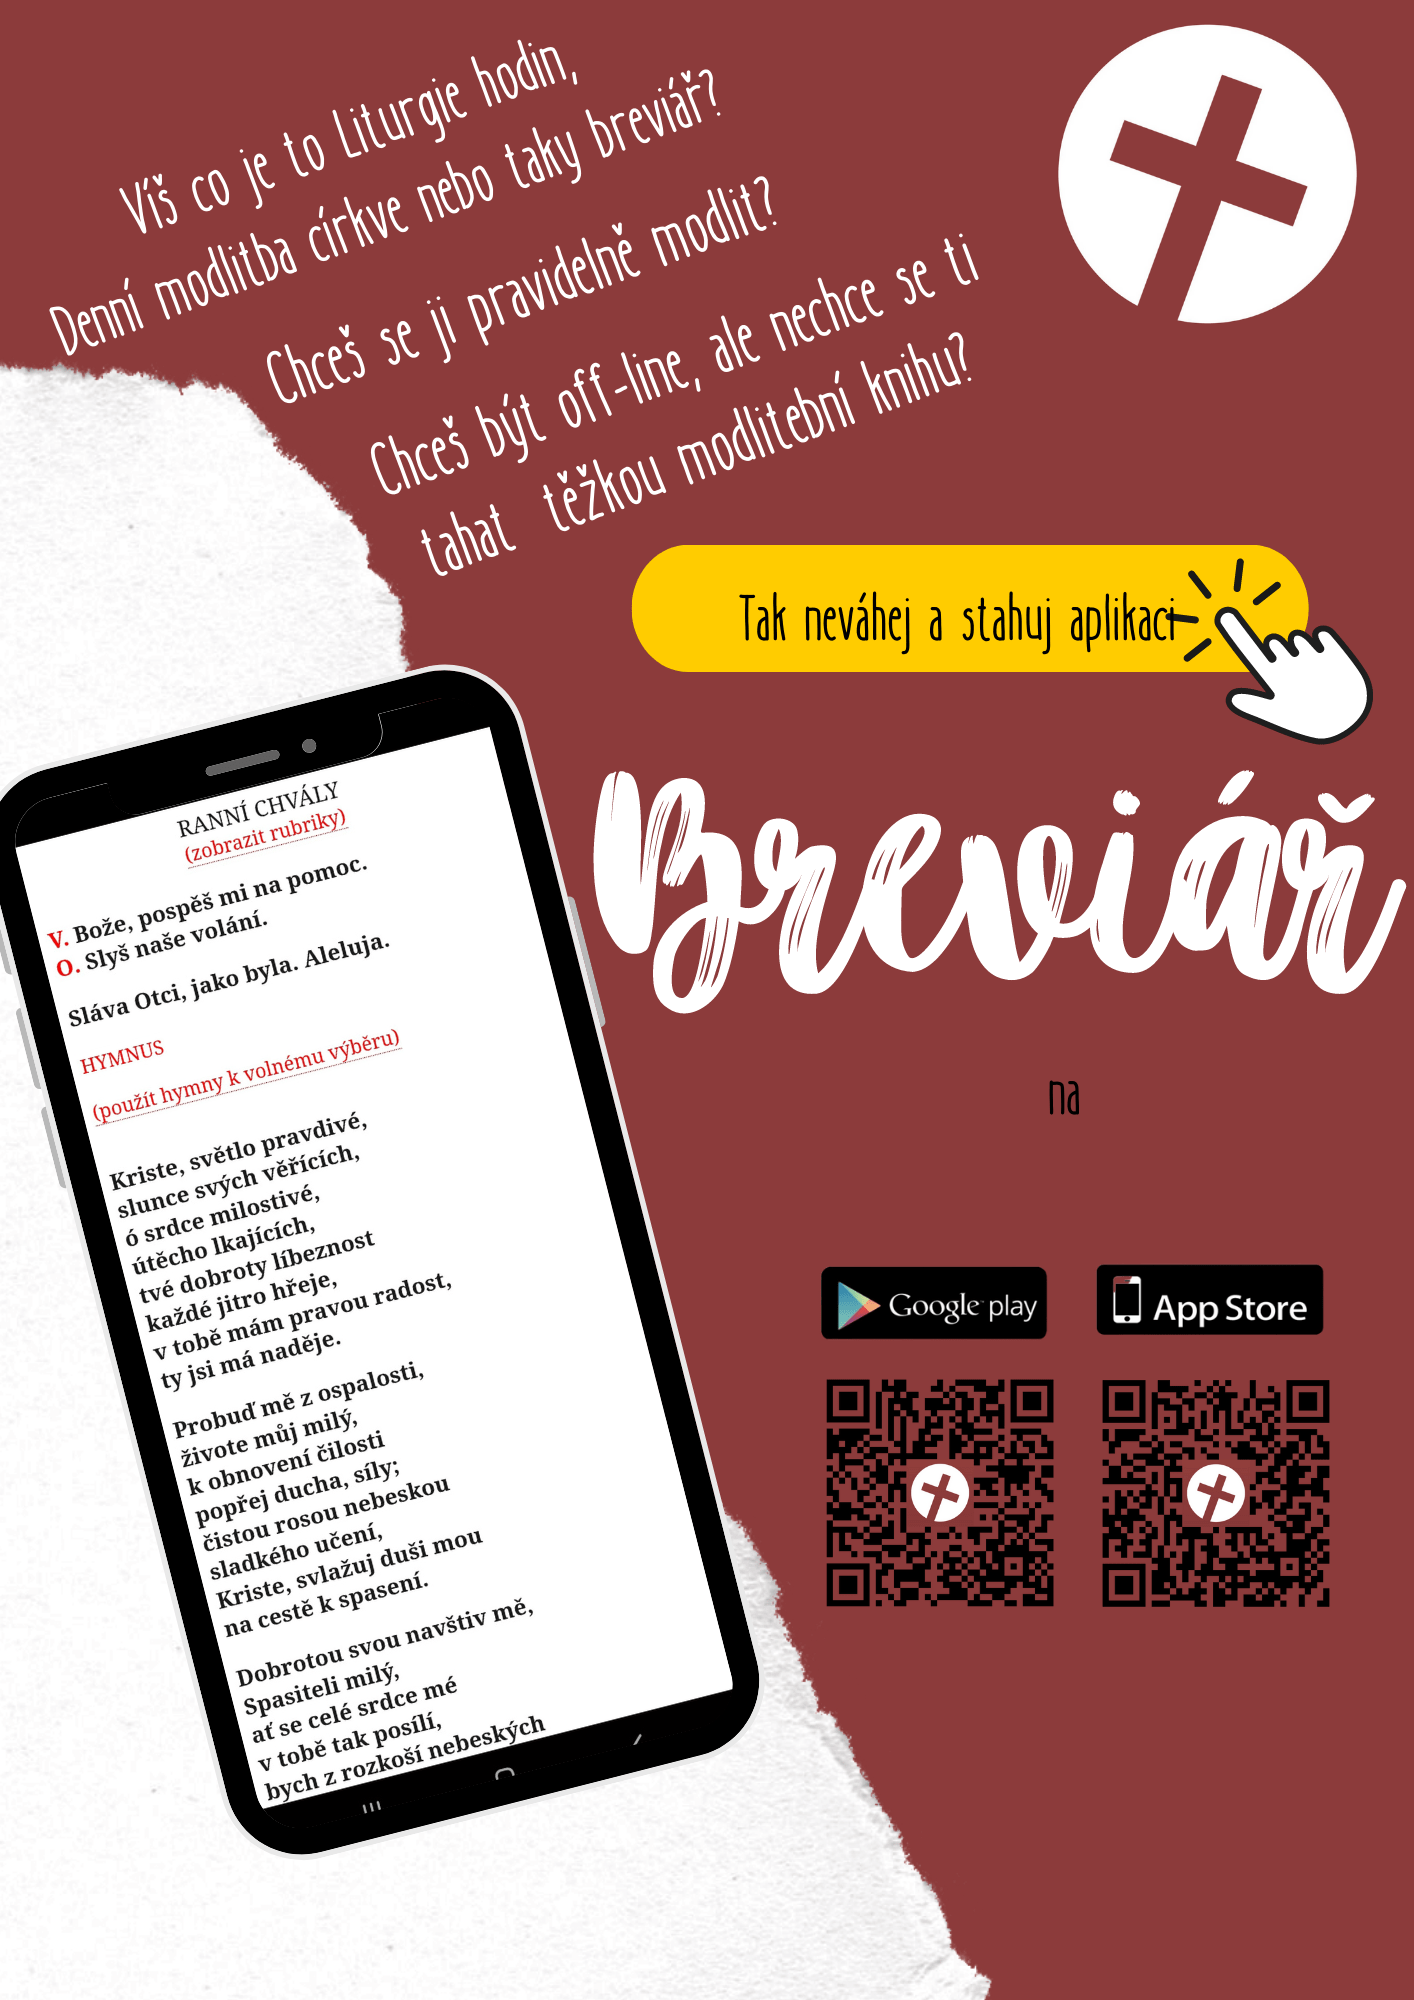 Víš co je to Liturgie hodin,
Denní modlitba církve nebo taky breviář?
Chceš se ji pravidelně modlit?
Chceš být off-line, ale nechce se ti
tahat těžkou modlitební knihu?
Tak neváhej a stahuj aplikaci
Breviář
na
Google play
App Store
RANNÍ CHVÁLY
(zobrazit rubriky)
V. Bože, pospěš mi na pomoc.
O. Slyš naše volání.
Sláva Otci, jako byla. Aleluja.
HYMNUS
(použít hymny k volnému výběru)
Kriste, světlo pravdivé,
slunce svých věřících,
ó srdce milostivé,
útěcho lkajících,
tvé dobroty líbeznost
každé jitro hřeje,
v tobě mám pravou radost,
ty jsi má naděje.
Probuď mě z ospalosti,
živote můj milý,
k obnovení čilosti
popřej ducha, síly;
čistou rosou nebeskou
sladkého učení,
Kriste, svlažuj duši mou
na cestě k spasení.
Dobrotou svou navštiv mě,
Spasiteli milý,
ať se celé srdce mé
v tobě tak posílí,
bych z rozkoší nebeských